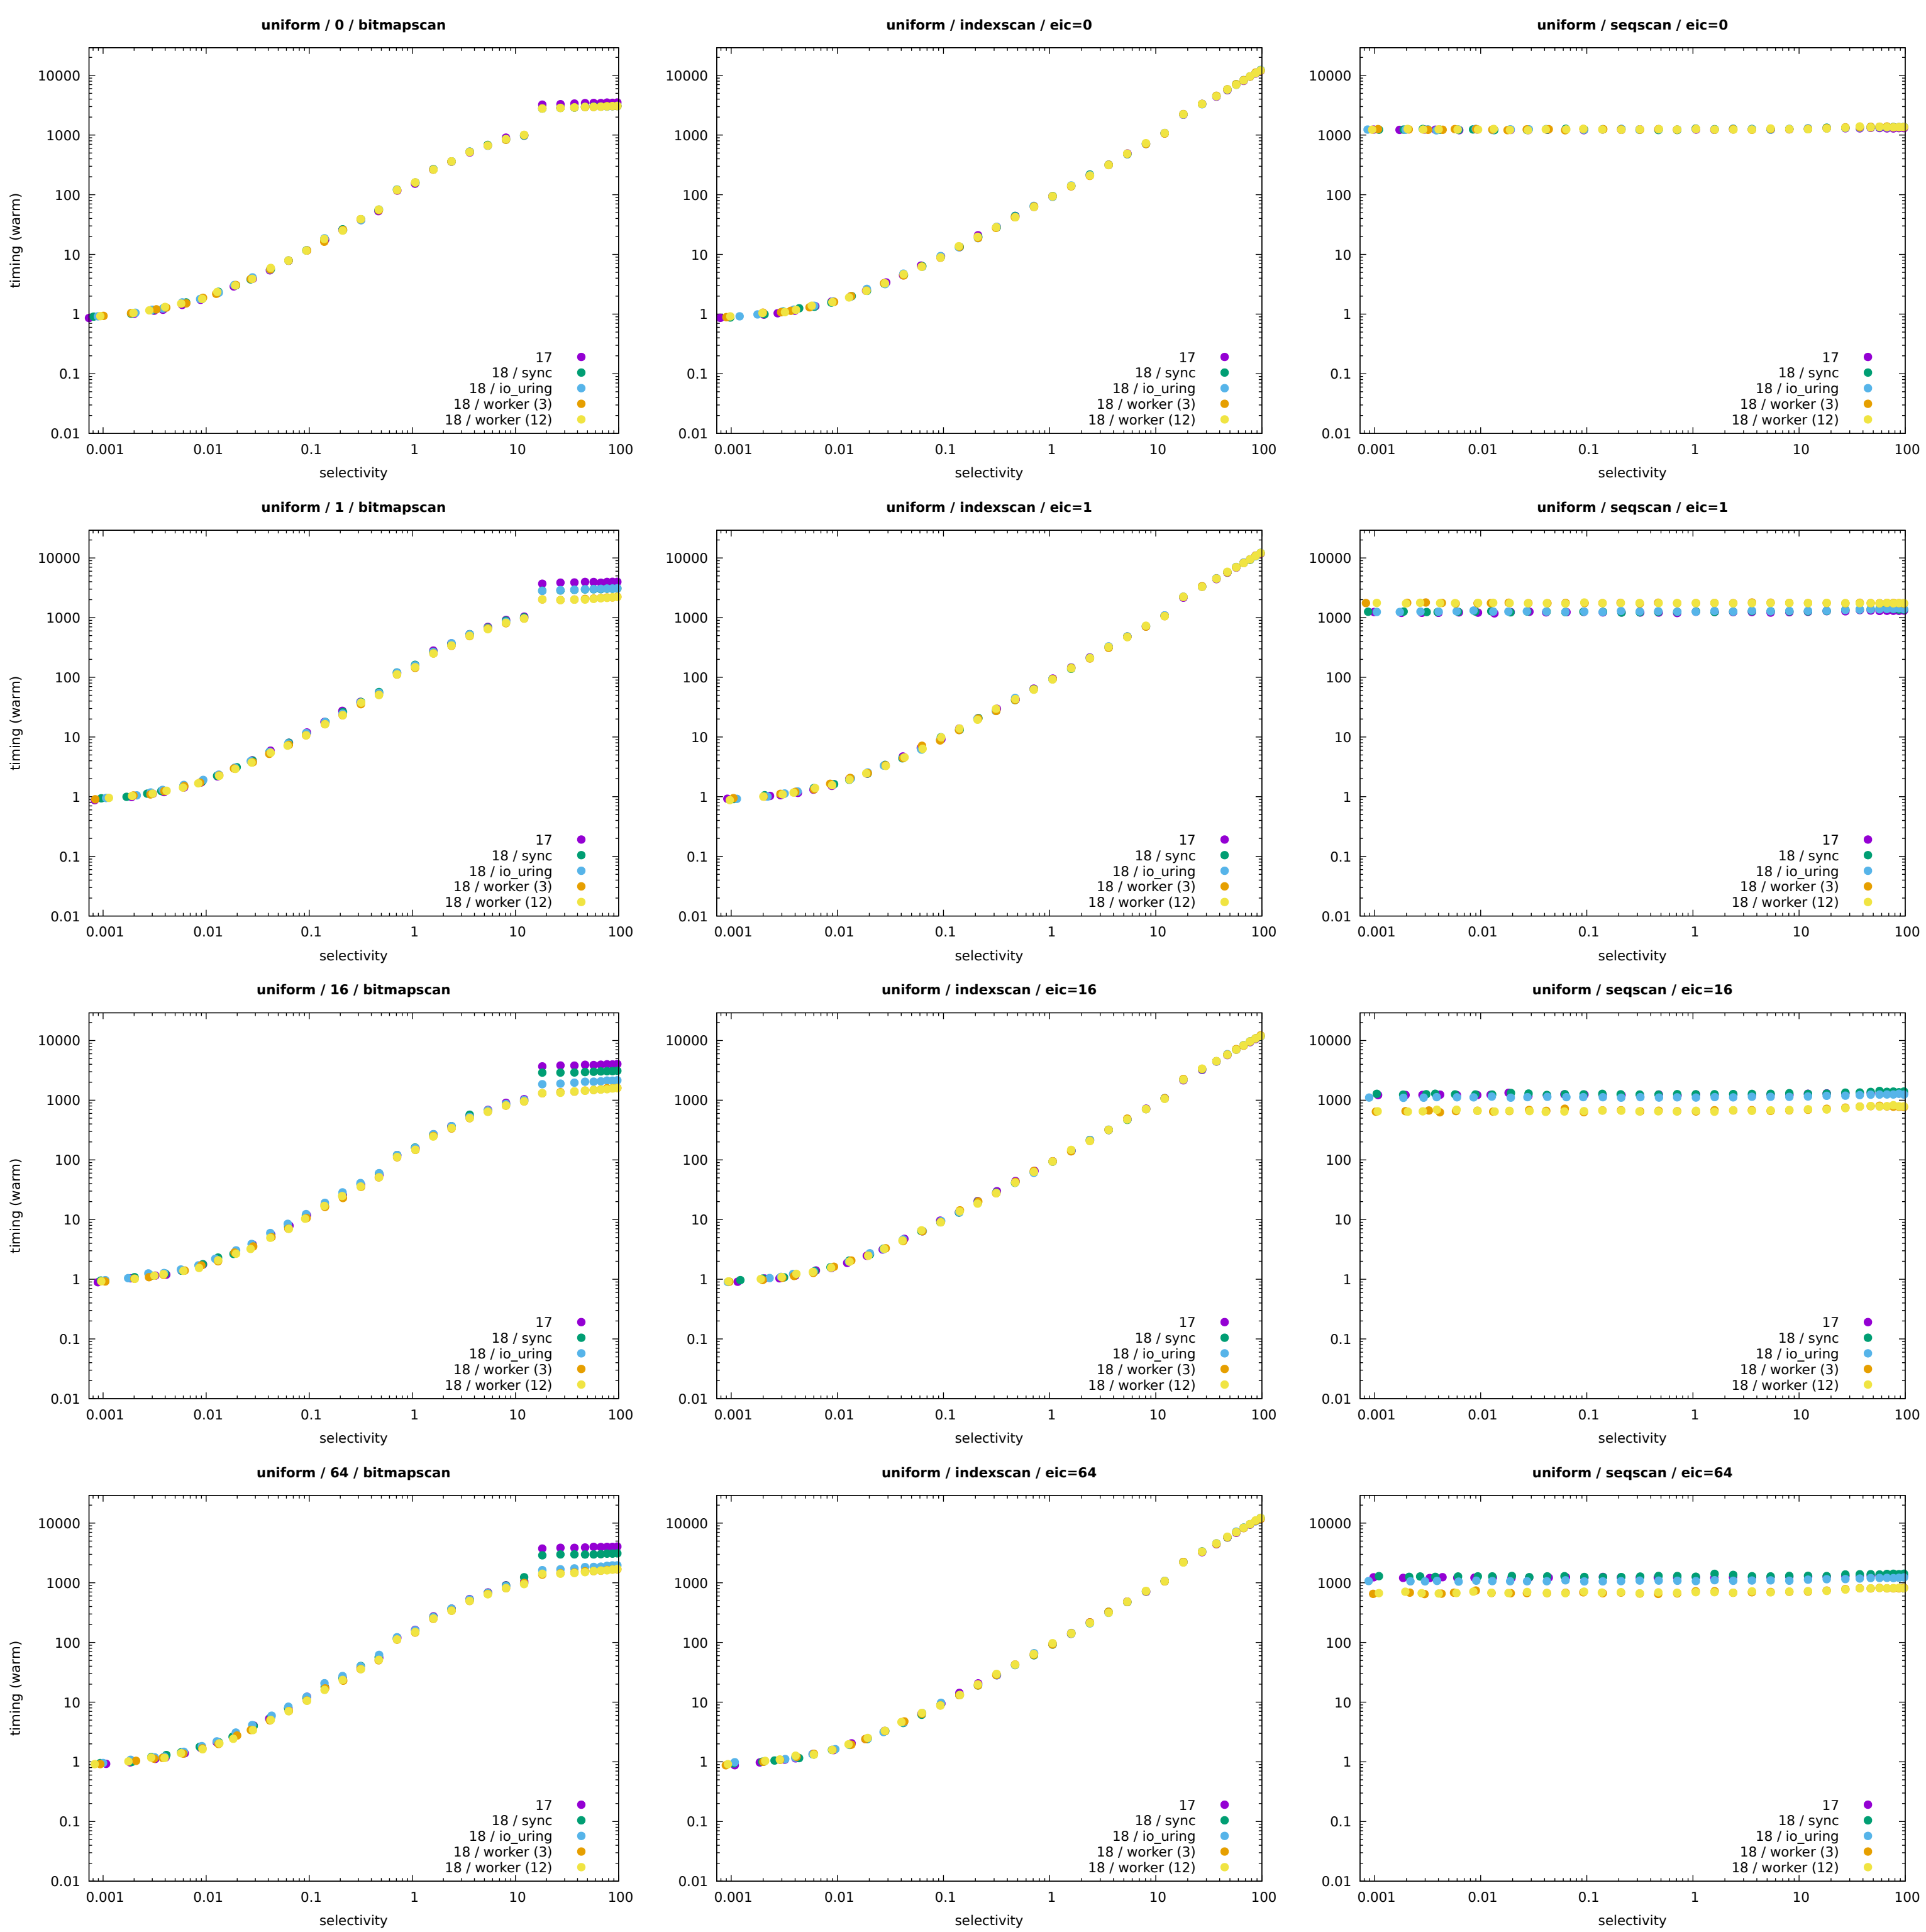 uniform / 0 / bitmapscan
timing (warm)
10000
1000
100
10
1
0.1
0.01
17
18 / sync
18 / io_uring
18 / worker (3)
18 / worker (12)
0.001 0.01 0.1 1 10 100
selectivity
uniform / indexscan / eic=0
10000
1000
100
10
1
0.1
0.01
17
18 / sync
18 / io_uring
18 / worker (3)
18 / worker (12)
0.001 0.01 0.1 1 10 100
selectivity
uniform / seqscan / eic=0
10000
1000
100
10
1
0.1
0.01
17
18 / sync
18 / io_uring
18 / worker (3)
18 / worker (12)
0.001 0.01 0.1 1 10 100
selectivity
uniform / 1 / bitmapscan
timing (warm)
10000
1000
100
10
1
0.1
0.01
17
18 / sync
18 / io_uring
18 / worker (3)
18 / worker (12)
0.001 0.01 0.1 1 10 100
selectivity
uniform / indexscan / eic=1
10000
1000
100
10
1
0.1
0.01
17
18 / sync
18 / io_uring
18 / worker (3)
18 / worker (12)
0.001 0.01 0.1 1 10 100
selectivity
uniform / seqscan / eic=1
10000
1000
100
10
1
0.1
0.01
17
18 / sync
18 / io_uring
18 / worker (3)
18 / worker (12)
0.001 0.01 0.1 1 10 100
selectivity
uniform / 16 / bitmapscan
timing (warm)
10000
1000
100
10
1
0.1
0.01
17
18 / sync
18 / io_uring
18 / worker (3)
18 / worker (12)
0.001 0.01 0.1 1 10 100
selectivity
uniform / indexscan / eic=16
10000
1000
100
10
1
0.1
0.01
17
18 / sync
18 / io_uring
18 / worker (3)
18 / worker (12)
0.001 0.01 0.1 1 10 100
selectivity
uniform / seqscan / eic=16
10000
1000
100
10
1
0.1
0.01
17
18 / sync
18 / io_uring
18 / worker (3)
18 / worker (12)
0.001 0.01 0.1 1 10 100
selectivity
uniform / 64 / bitmapscan
timing (warm)
10000
1000
100
10
1
0.1
0.01
17
18 / sync
18 / io_uring
18 / worker (3)
18 / worker (12)
0.001 0.01 0.1 1 10 100
selectivity
uniform / indexscan / eic=64
10000
1000
100
10
1
0.1
0.01
17
18 / sync
18 / io_uring
18 / worker (3)
18 / worker (12)
0.001 0.01 0.1 1 10 100
selectivity
uniform / seqscan / eic=64
10000
1000
100
10
1
0.1
0.01
17
18 / sync
18 / io_uring
18 / worker (3)
18 / worker (12)
0.001 0.01 0.1 1 10 100
selectivity